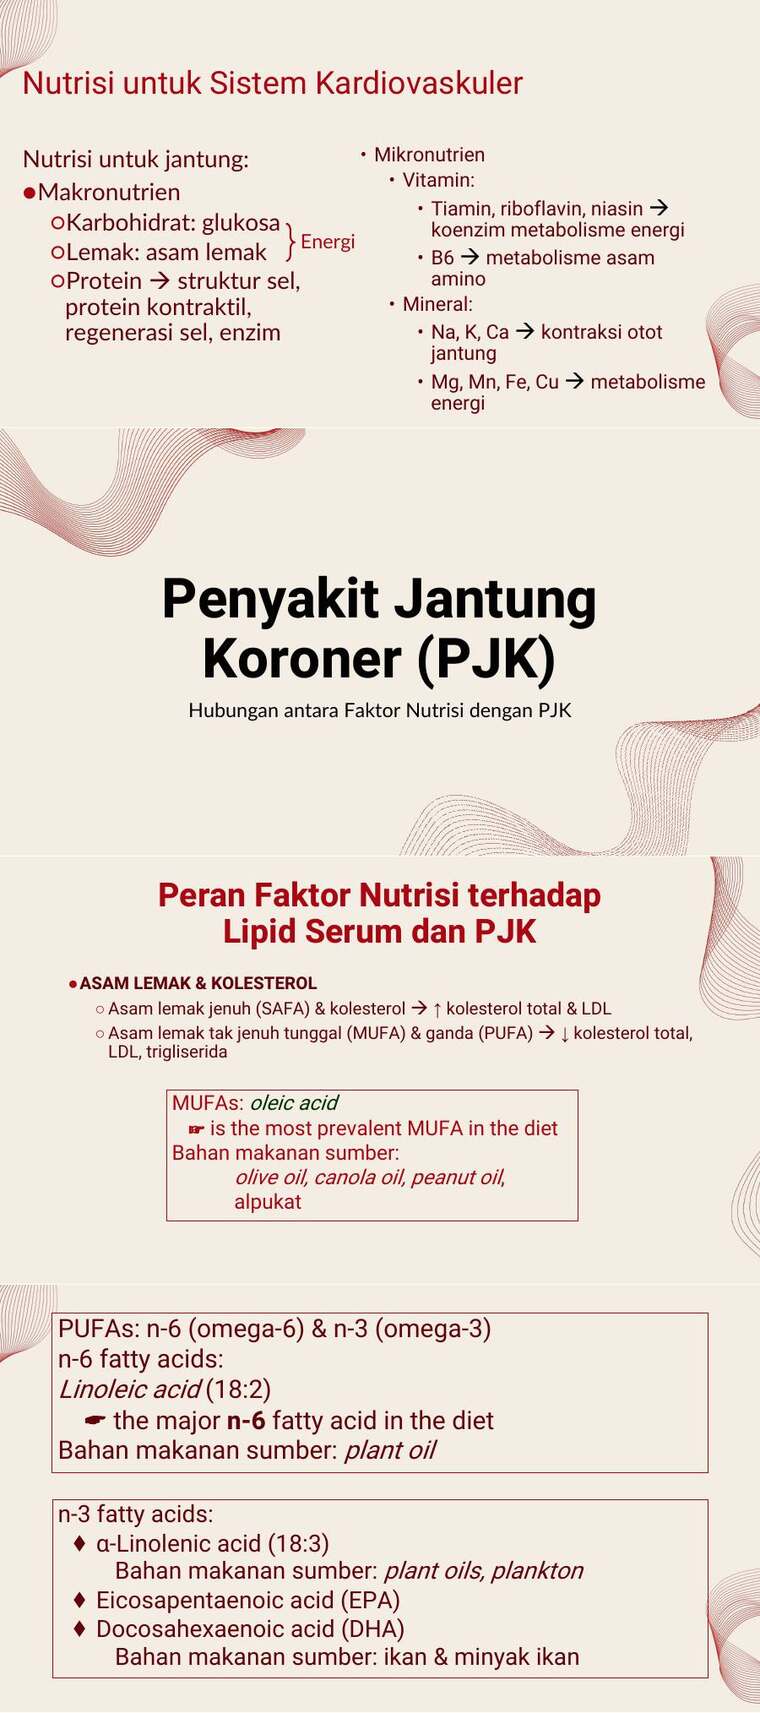 Nutrisi untuk Sistem Kardiovaskuler
Nutrisi untuk jantung:
●Makronutrien
○Karbohidrat: glukosa
○Lemak: asam lemak
Energi
○Protein → struktur sel,
protein kontraktil,
regenerasi sel, enzim
• Mikronutrien
• Vitamin:
• Tiamin, riboflavin, niasin →
koenzim metabolisme energi
• B6 → metabolisme asam
amino
• Mineral:
• Na, K, Ca → kontraksi otot
jantung
• Mg, Mn, Fe, Cu → metabolisme
energi
Penyakit Jantung
Koroner (PJK)
Hubungan antara Faktor Nutrisi dengan PJK
Peran Faktor Nutrisi terhadap
Lipid Serum dan PJK
●ASAM LEMAK & KOLESTEROL
○ Asam lemak jenuh (SAFA) & kolesterol → ↑ kolesterol total & LDL
○ Asam lemak tak jenuh tunggal (MUFA) & ganda (PUFA) → ↓ kolesterol total,
LDL, trigliserida
MUFAs: oleic acid
☛ is the most prevalent MUFA in the diet
Bahan makanan sumber:
olive oil, canola oil, peanut oil,
alpukat
PUFAs: n-6 (omega-6) & n-3 (omega-3)
n-6 fatty acids:
Linoleic acid (18:2)
☛ the major n-6 fatty acid in the diet
Bahan makanan sumber: plant oil
n-3 fatty acids:
♦ α-Linolenic acid (18:3)
Bahan makanan sumber: plant oils, plankton
♦ Eicosapentaenoic acid (EPA)
♦ Docosahexaenoic acid (DHA)
Bahan makanan sumber: ikan & minyak ikan